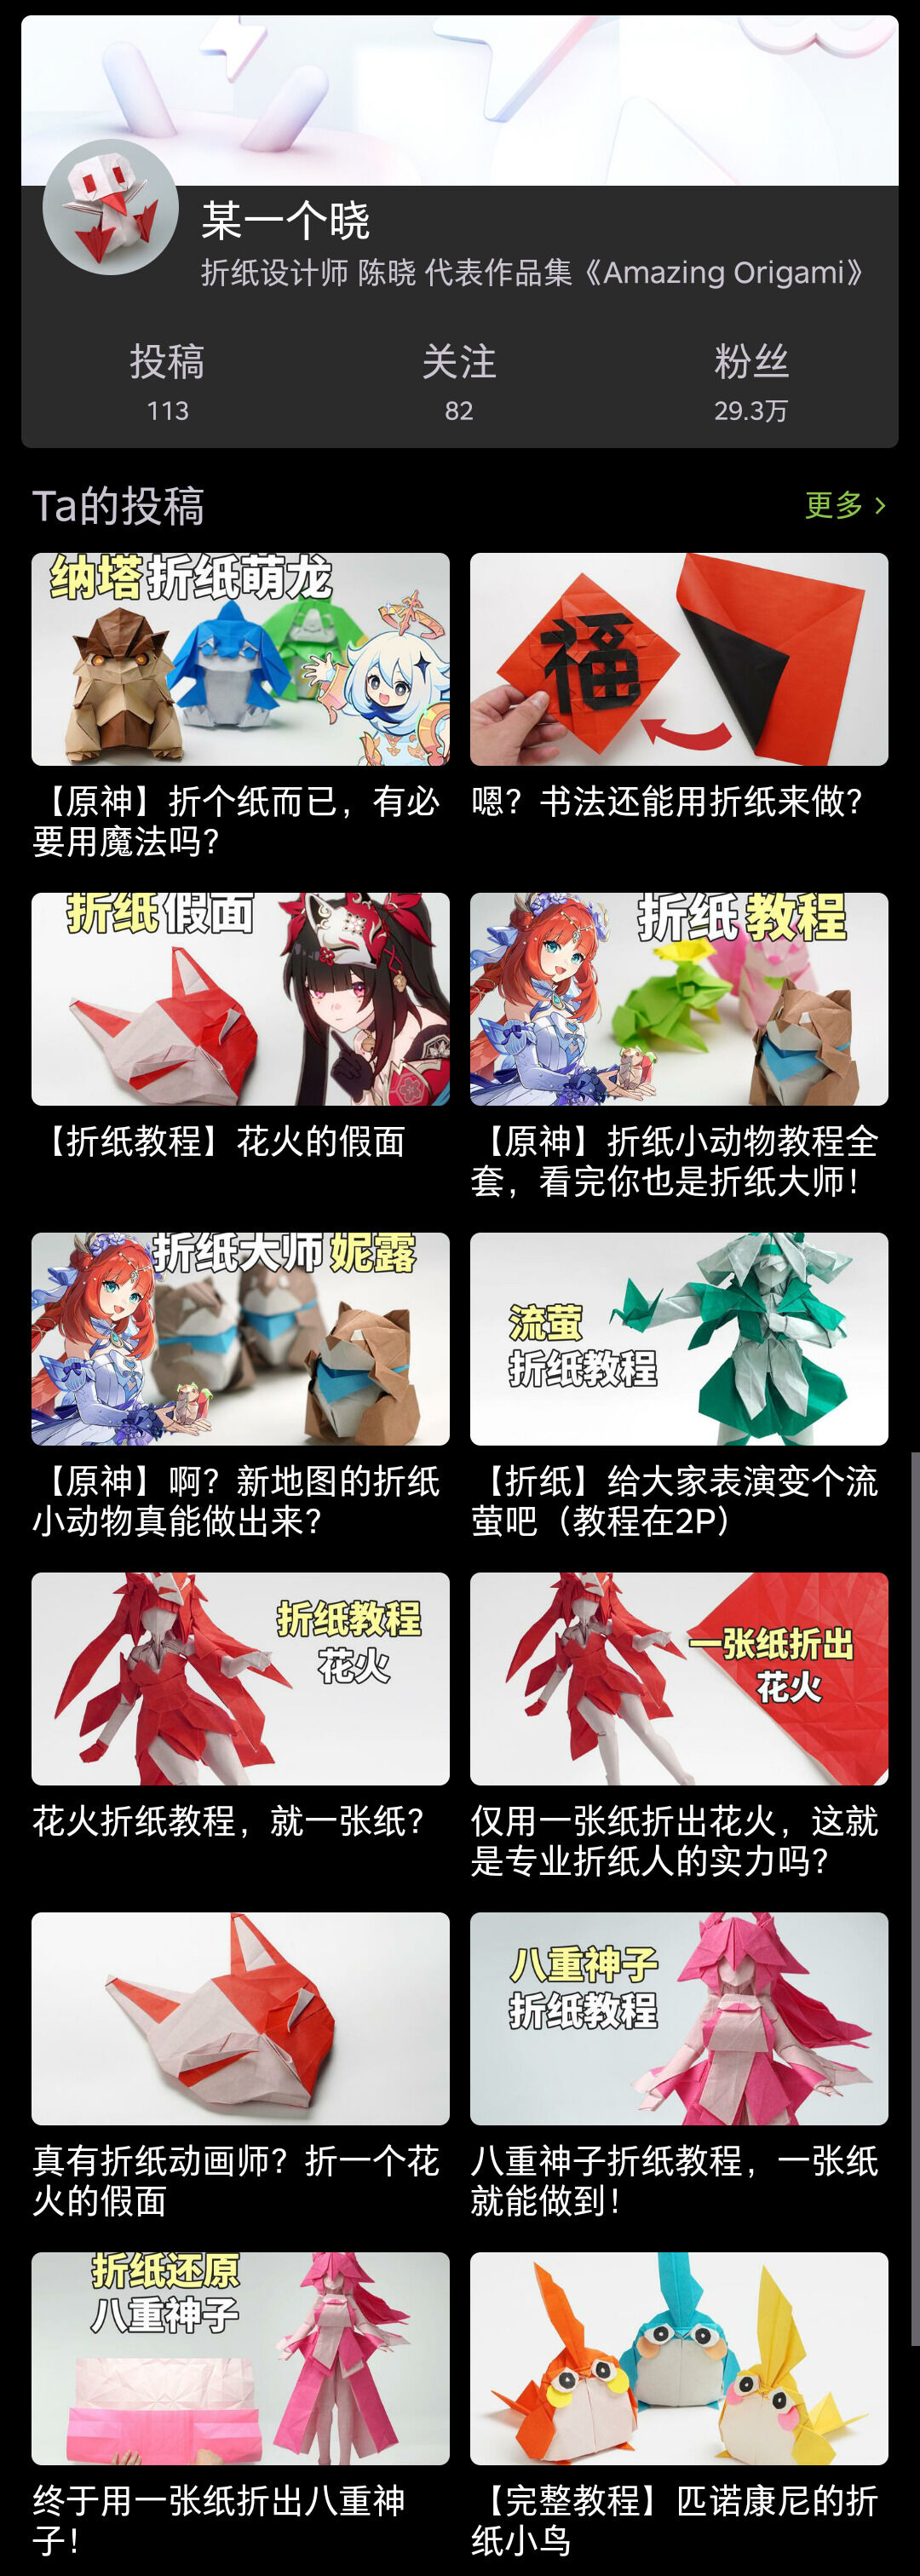 某一个晓
折纸设计师 陈晓 代表作品集《Amazing Origami》
投稿 关注 粉丝
113 82 29.3万
Ta的投稿 更多
纳塔折纸萌龙
福
【原神】折个纸而已，有必
要用魔法吗？
嗯？书法还能用折纸来做？
折纸假面
折纸教程
【折纸教程】花火的假面
【原神】折纸小动物教程全
套，看完你也是折纸大师！
折纸大师 妮露
流萤
折纸教程
【原神】啊？新地图的折纸
小动物真能做出来？
【折纸】给大家表演变个流
萤吧（教程在2P）
折纸教程
花火
一张纸折出
花火
花火折纸教程，就一张纸？
仅用一张纸折出花火，这就
是专业折纸人的实力吗？
八重神子
折纸教程
真有折纸动画师？折一个花
火的假面
八重神子折纸教程，一张纸
就能做到！
折纸还原
八重神子
终于用一张纸折出八重神
子！
【完整教程】匹诺康尼的折
纸小鸟